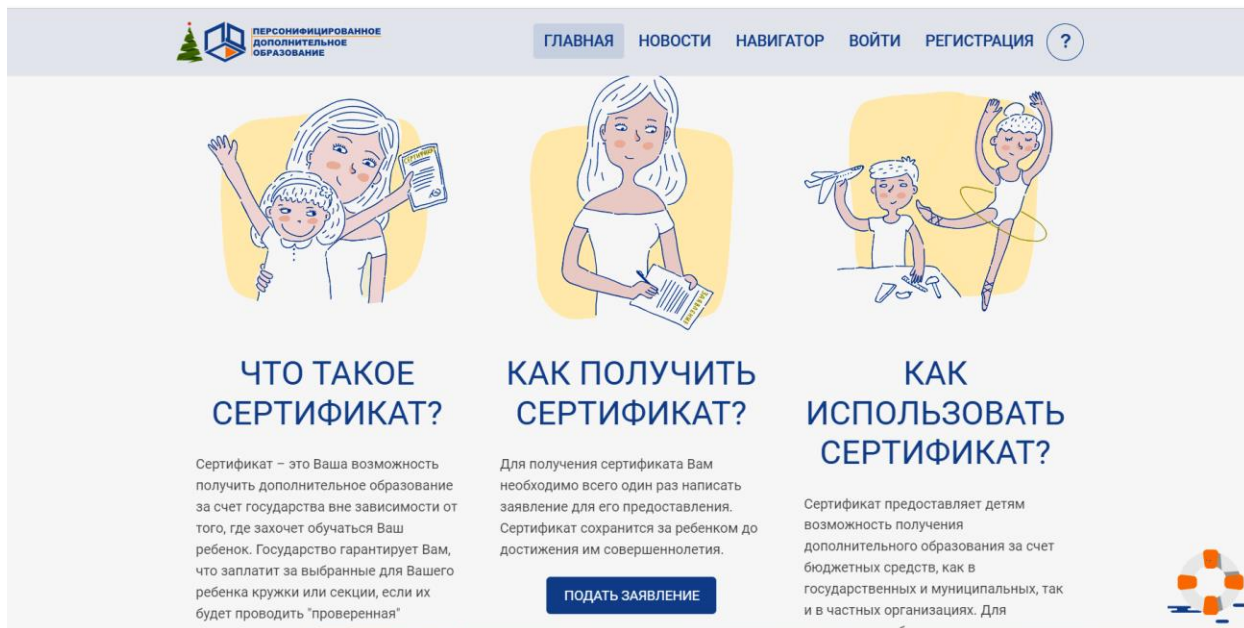 ПЕРСОНИФИЦИРОВАННОЕ
ДОПОЛНИТЕЛЬНОЕ
ОБРАЗОВАНИЕ
ГЛАВНАЯ НОВОСТИ НАВИГАТОР ВОЙТИ РЕГИСТРАЦИЯ ?
СЕРТИФИКАТ
ЗАЯВЛЕНИЕ
ЧТО ТАКОЕ
СЕРТИФИКАТ?
Сертификат – это Ваша возможность
получить дополнительное образование
за счет государства вне зависимости от
того, где захочет обучаться Ваш
ребенок. Государство гарантирует Вам,
что заплатит за выбранные для Вашего
ребенка кружки или секции, если их
будет проводить "проверенная"
КАК ПОЛУЧИТЬ
СЕРТИФИКАТ?
Для получения сертификата Вам
необходимо всего один раз написать
заявление для его предоставления.
Сертификат сохранится за ребенком до
достижения им совершеннолетия.
ПОДАТЬ ЗАЯВЛЕНИЕ
КАК
ИСПОЛЬЗОВАТЬ
СЕРТИФИКАТ?
Сертификат предоставляет детям
возможность получения
дополнительного образования за счет
бюджетных средств, как в
государственных и муниципальных, так
и в частных организациях. Для